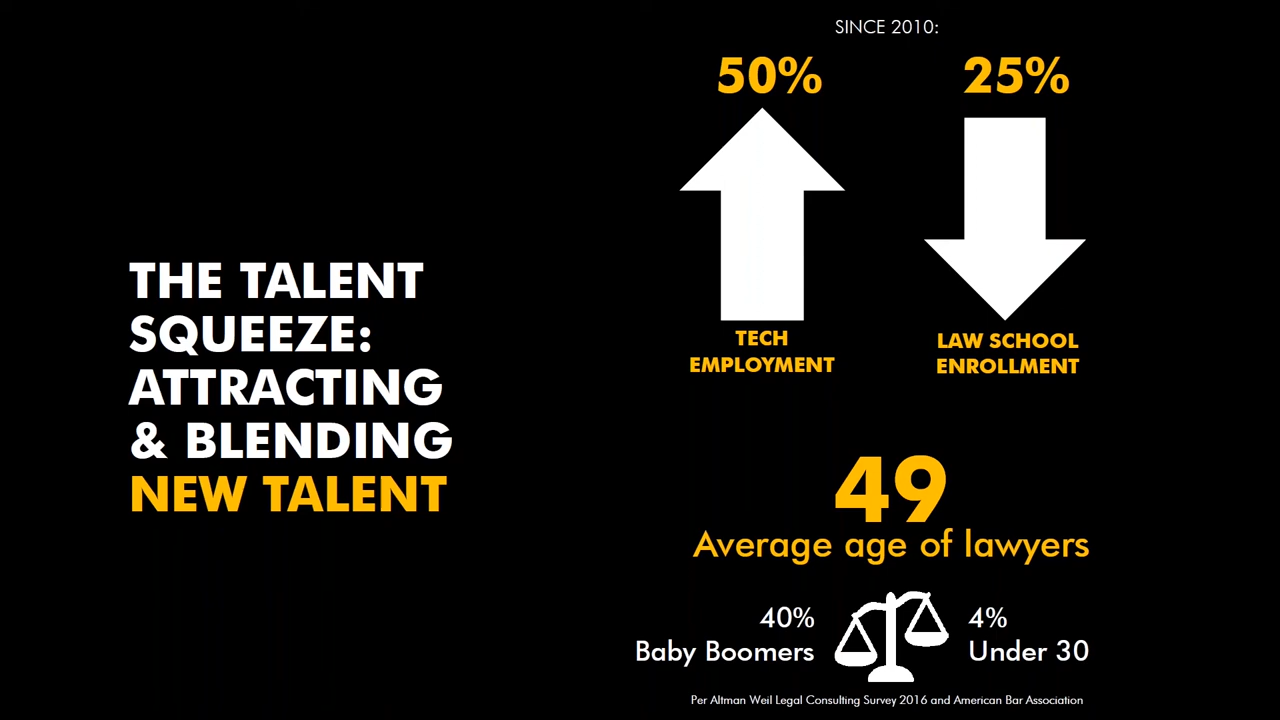 THE TALENT
SQUEEZE:
ATTRACTING
& BLENDING
NEW TALENT
SINCE 2010:
50%
25%
TECH
EMPLOYMENT
LAW SCHOOL
ENROLLMENT
49
Average age of lawyers
40%
Baby Boomers
4%
Under 30
Per Altman Weil Legal Consulting Survey 2016 and American Bar Association